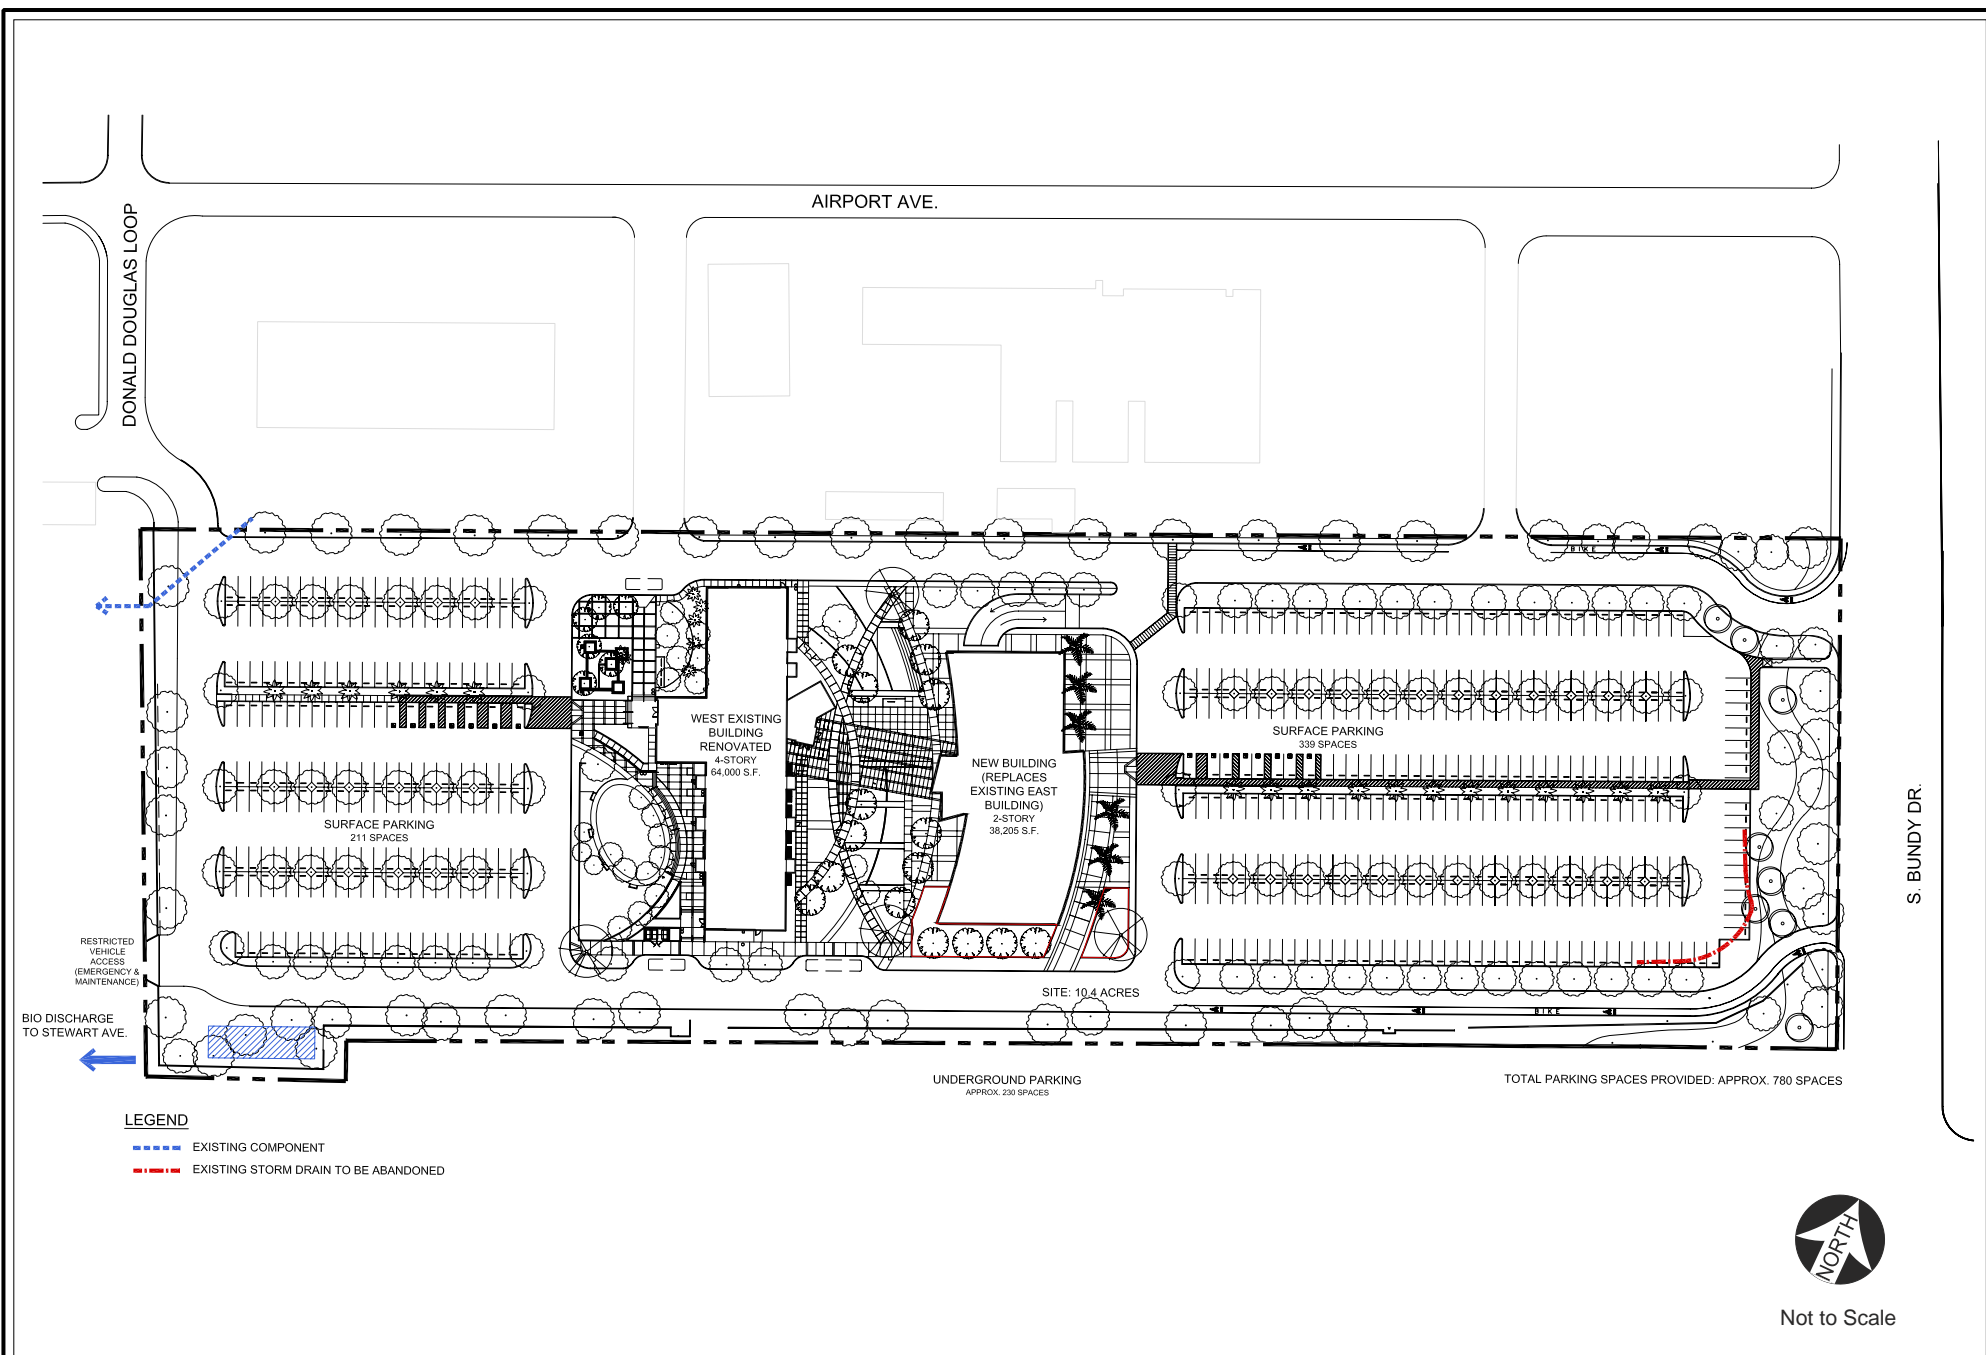 AIRPORT AVE.
DONALD DOUGLAS LOOP
BIKE
WEST EXISTING
BUILDING
RENOVATED
4-STORY
64,000 S.F.
NEW BUILDING
(REPLACES
EXISTING EAST
BUILDING)
2-STORY
38,205 S.F.
SURFACE PARKING
339 SPACES
SURFACE PARKING
211 SPACES
S. BUNDY DR.
RESTRICTED
VEHICLE
ACCESS
(EMERGENCY &
MAINTENANCE)
SITE: 10.4 ACRES
BIKE
BIO DISCHARGE
TO STEWART AVE.
UNDERGROUND PARKING
APPROX. 230 SPACES
TOTAL PARKING SPACES PROVIDED: APPROX. 780 SPACES
LEGEND
EXISTING COMPONENT
EXISTING STORM DRAIN TO BE ABANDONED
NORTH
Not to Scale